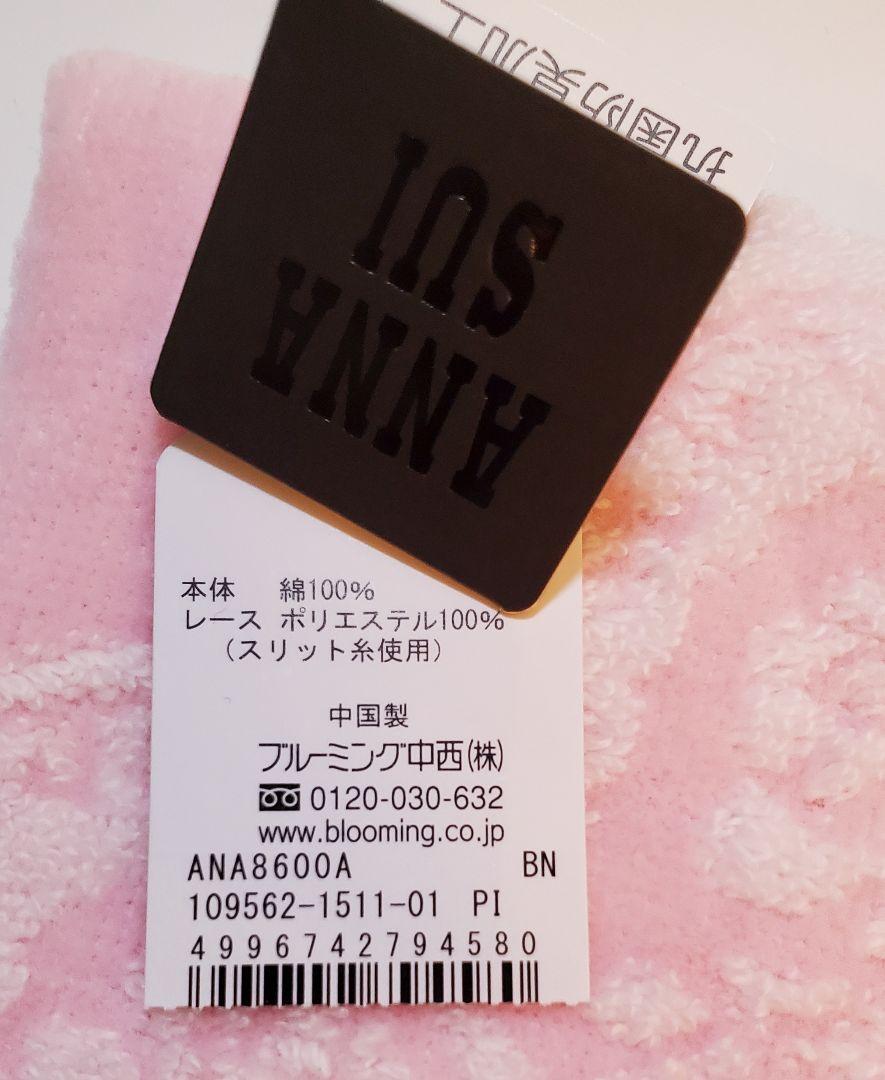 抗菌防臭加工
ANNA
SUI
本体 綿100%
レース ポリエステル100%
(スリット糸使用)
中国製
ブルーミング中西(株)
0120-030-632
www.blooming.co.jp
ANA8600A BN
109562-1511-01 PI
4996742794580